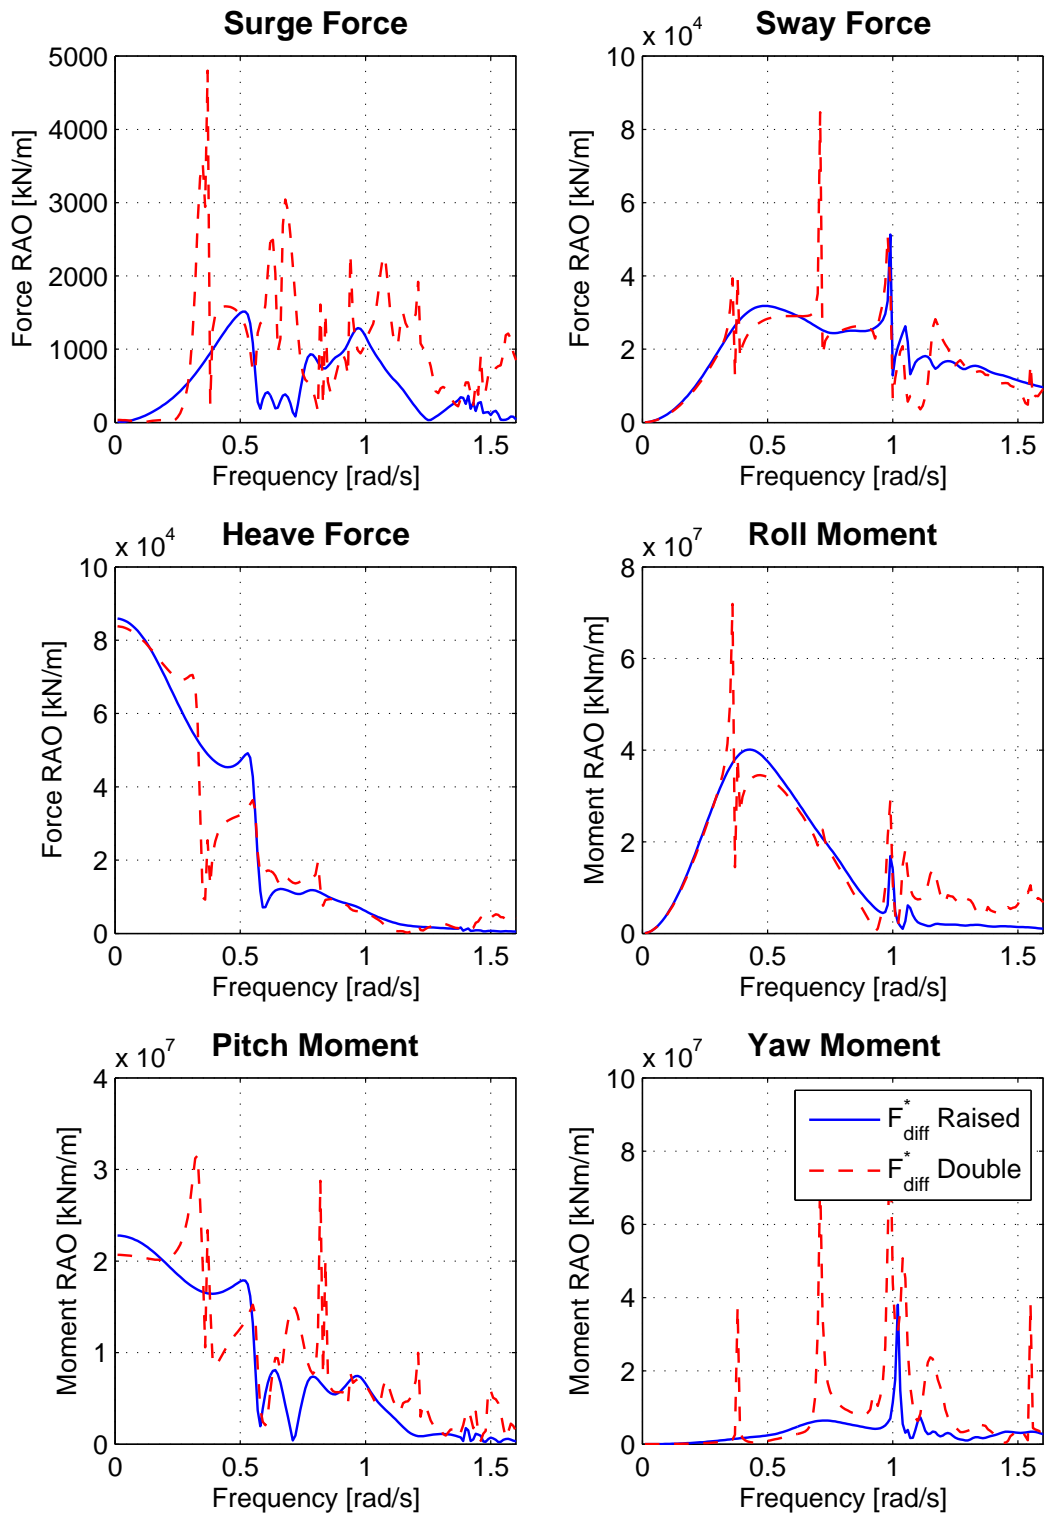 Surge Force
5000
4000
3000
2000
1000
0
Force RAO [kN/m]
0 0.5 1 1.5
Frequency [rad/s]
Sway Force
x 10^4
10
8
6
4
2
0
Force RAO [kN/m]
0 0.5 1 1.5
Frequency [rad/s]
Heave Force
x 10^4
10
8
6
4
2
0
Force RAO [kN/m]
0 0.5 1 1.5
Frequency [rad/s]
Roll Moment
x 10^7
8
6
4
2
0
Moment RAO [kNm/m]
0 0.5 1 1.5
Frequency [rad/s]
Pitch Moment
x 10^7
4
3
2
1
0
Moment RAO [kNm/m]
0 0.5 1 1.5
Frequency [rad/s]
Yaw Moment
x 10^7
10
8
6
4
2
0
Moment RAO [kNm/m]
0 0.5 1 1.5
Frequency [rad/s]
F*diff Raised
F*diff Double